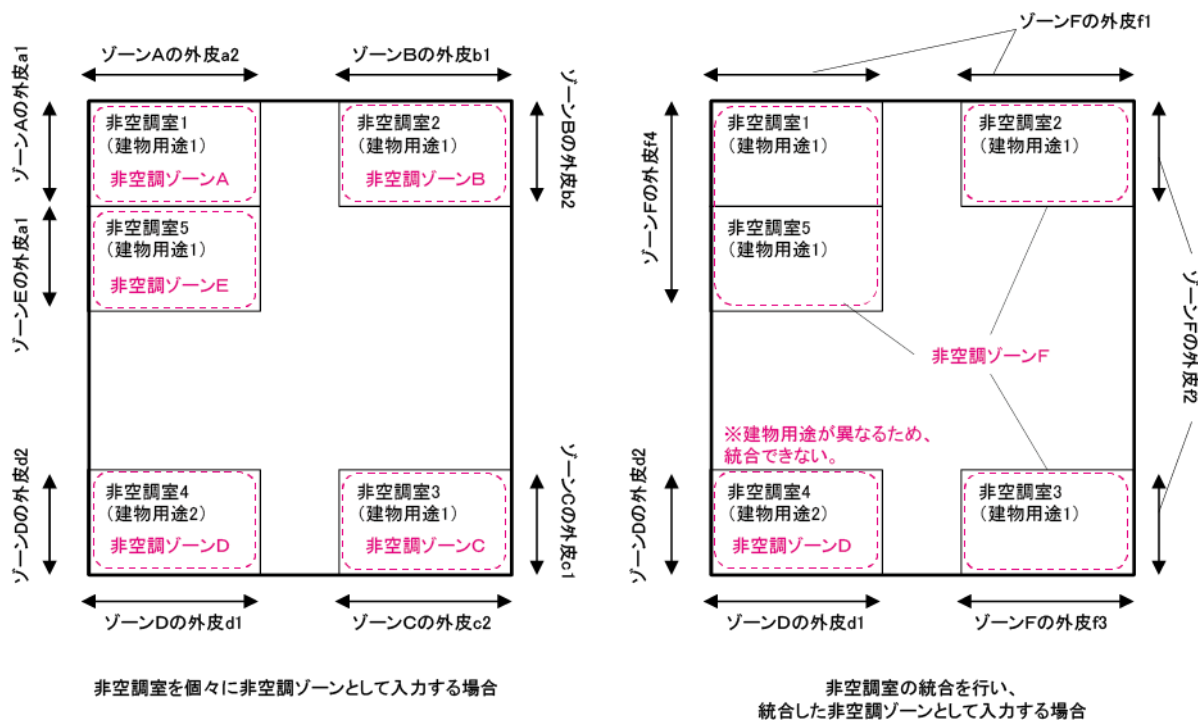 ゾーンAの外皮a2
ゾーンBの外皮b1
ゾーンAの外皮a1
ゾーンEの外皮a1
ゾーンDの外皮d2
非空調室1
(建物用途1)
非空調ゾーンA
非空調室2
(建物用途1)
非空調ゾーンB
非空調室5
(建物用途1)
非空調ゾーンE
非空調室4
(建物用途2)
非空調ゾーンD
非空調室3
(建物用途1)
非空調ゾーンC
ゾーンBの外皮b2
ゾーンCの外皮c1
ゾーンDの外皮d1
ゾーンCの外皮c2
非空調室を個々に非空調ゾーンとして入力する場合
ゾーンFの外皮f1
ゾーンFの外皮f4
ゾーンDの外皮d2
非空調室1
(建物用途1)
非空調室2
(建物用途1)
非空調室5
(建物用途1)
非空調ゾーンF
※建物用途が異なるため、
統合できない。
非空調室4
(建物用途2)
非空調ゾーンD
非空調室3
(建物用途1)
ゾーンFの外皮f2
ゾーンDの外皮d1
ゾーンFの外皮f3
非空調室の統合を行い、
統合した非空調ゾーンとして入力する場合